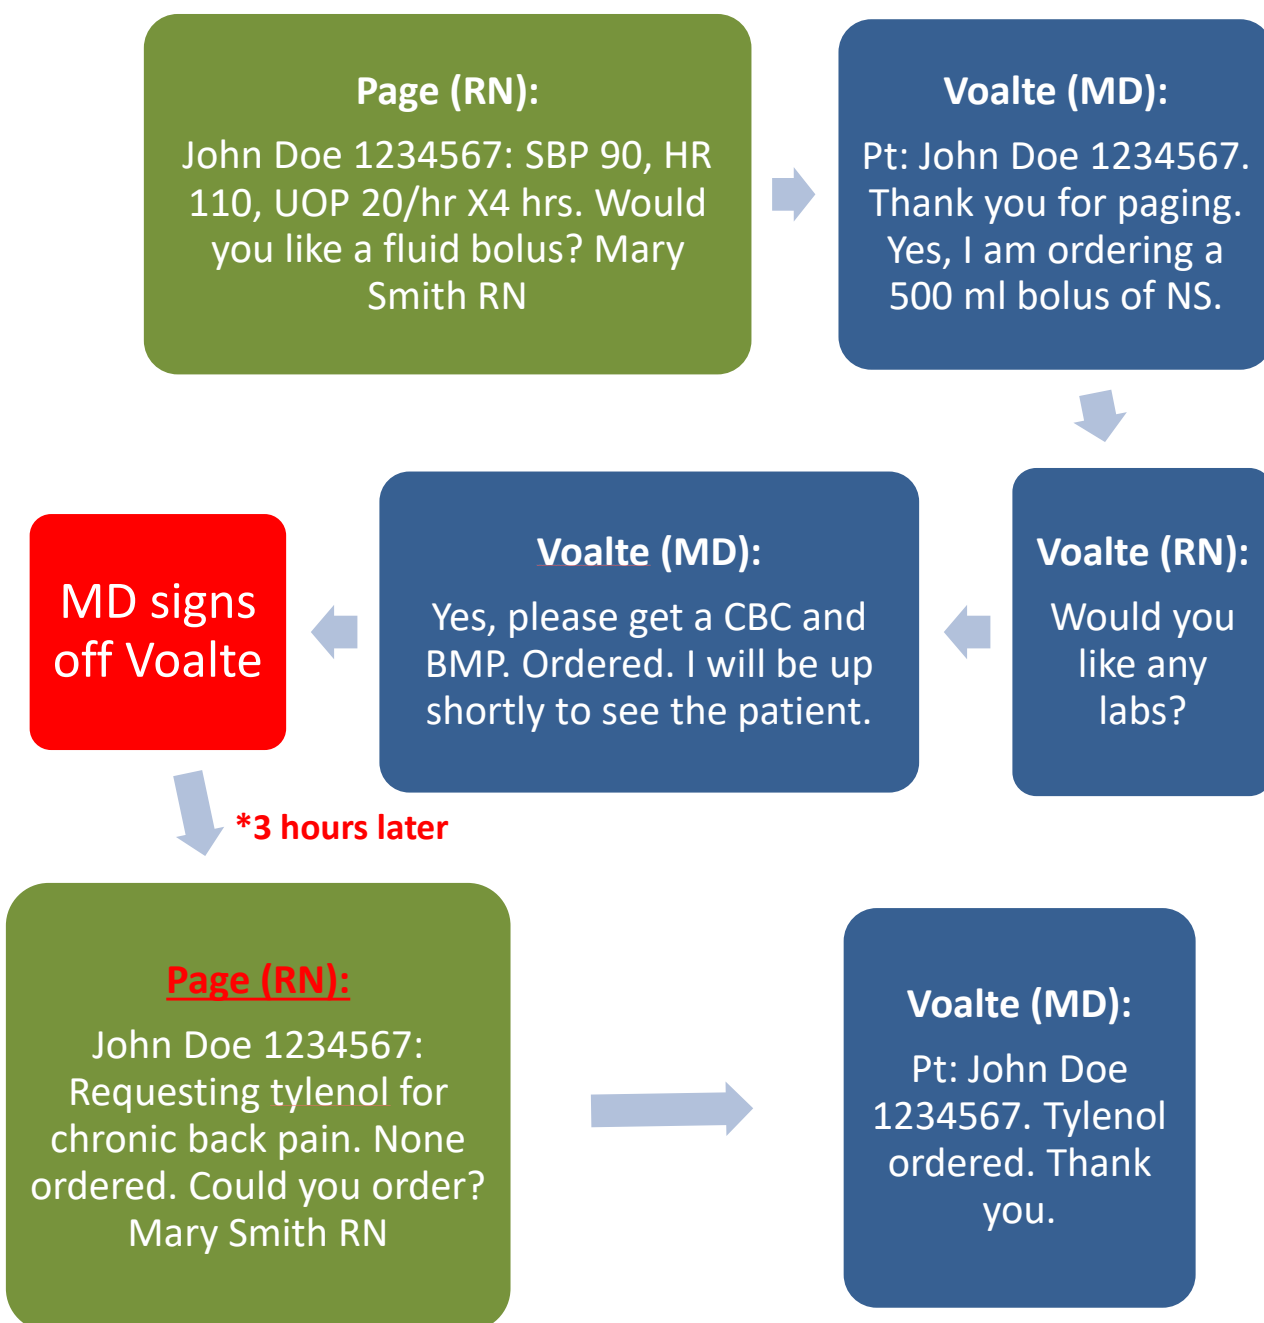 Page (RN):
John Doe 1234567: SBP 90, HR
110, UOP 20/hr X4 hrs. Would
you like a fluid bolus? Mary
Smith RN
Voalte (MD):
Pt: John Doe 1234567.
Thank you for paging.
Yes, I am ordering a
500 ml bolus of NS.
Voalte (RN):
Would you
like any
labs?
Voalte (MD):
Yes, please get a CBC and
BMP. Ordered. I will be up
shortly to see the patient.
MD signs
off Voalte
*3 hours later
Page (RN):
John Doe 1234567:
Requesting tylenol for
chronic back pain. None
ordered. Could you order?
Mary Smith RN
Voalte (MD):
Pt: John Doe
1234567. Tylenol
ordered. Thank
you.